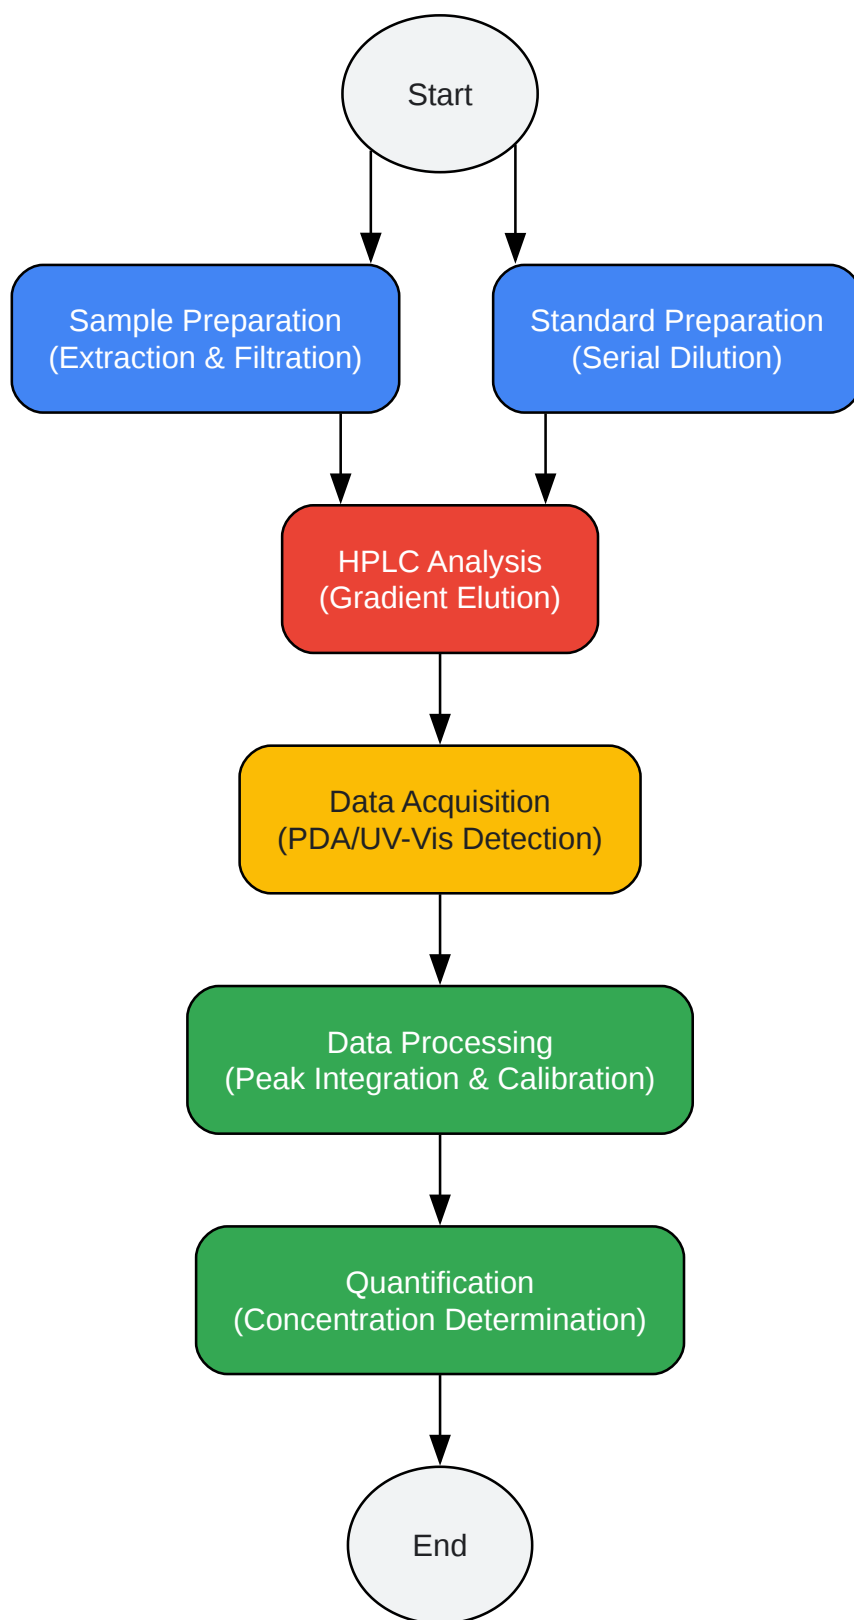 Start
Sample Preparation
(Extraction & Filtration)
Standard Preparation
(Serial Dilution)
HPLC Analysis
(Gradient Elution)
Data Acquisition
(PDA/UV-Vis Detection)
Data Processing
(Peak Integration & Calibration)
Quantification
(Concentration Determination)
End